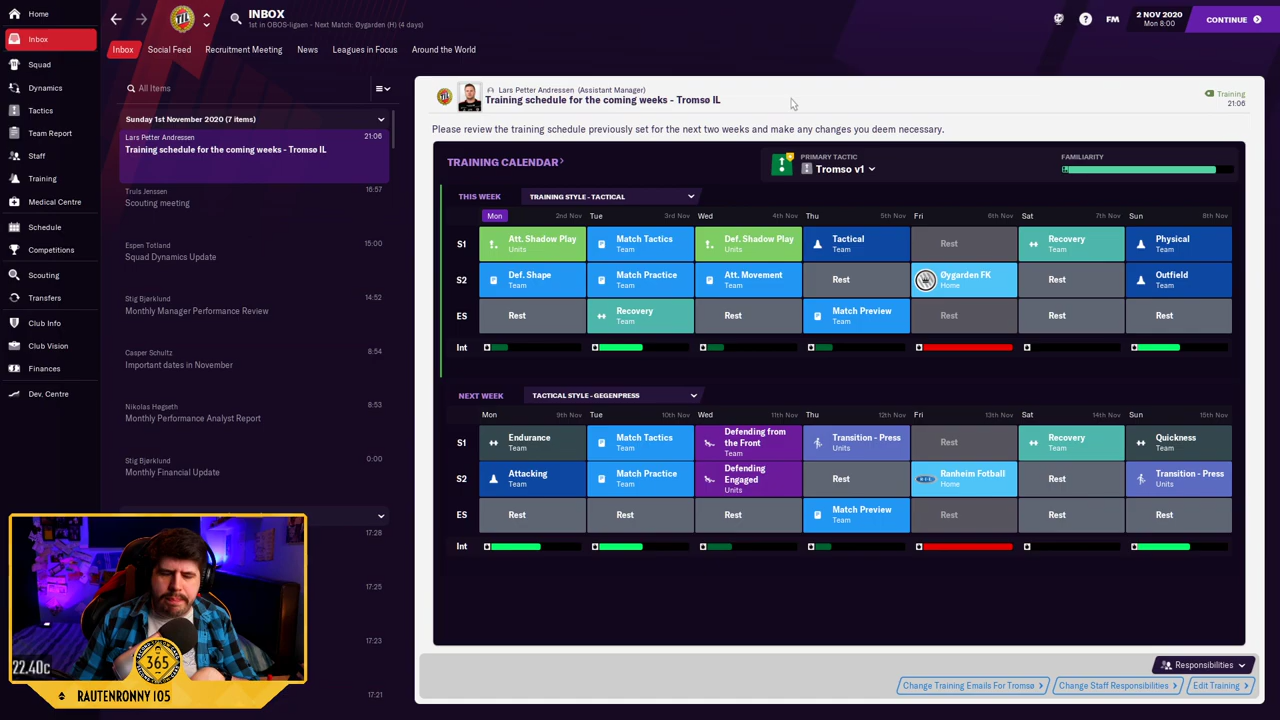 Home
INBOX
1st in OBOS-ligaen - Next Match: Øygarden (H) (4 days)
FM
2 NOV 2020
Mon 8:00
CONTINUE
Inbox
Squad
Dynamics
Tactics
Team Report
Staff
Training
Medical Centre
Schedule
Competitions
Scouting
Transfers
Club Info
Club Vision
Finances
Dev. Centre
Inbox Social Feed Recruitment Meeting News Leagues in Focus Around the World
All Items
Sunday 1st November 2020 (7 items)
Lars Petter Andressen 21:06
Training schedule for the coming weeks - Tromsø IL
Truls Jenssen 16:57
Scouting meeting
Espen Totland 15:00
Squad Dynamics Update
Stig Bjørklund 14:52
Monthly Manager Performance Review
Casper Schultz 8:54
Important dates in November
Nikolas Høgseth 8:53
Monthly Performance Analyst Report
Stig Bjørklund 0:00
Monthly Financial Update
17:28
17:25
17:23
17:21
Lars Petter Andressen (Assistant Manager)
Training schedule for the coming weeks - Tromsø IL
Training
21:06
Please review the training schedule previously set for the next two weeks and make any changes you deem necessary.
TRAINING CALENDAR
PRIMARY TACTIC
Tromso v1
FAMILIARITY
THIS WEEK TRAINING STYLE - TACTICAL
Mon 2nd Nov Tue 3rd Nov Wed 4th Nov Thu 5th Nov Fri 6th Nov Sat 7th Nov Sun 8th Nov
S1 Att. Shadow Play Match Tactics Def. Shadow Play Tactical Rest Recovery Physical
Units Team Units Team Team Team
S2 Def. Shape Match Practice Att. Movement Rest Øygarden FK Rest Outfield
Team Team Team Home Team
ES Rest Recovery Rest Match Preview Rest Rest Rest
Team Team
Int
NEXT WEEK TACTICAL STYLE - GEGENPRESS
Mon 9th Nov Tue 10th Nov Wed 11th Nov Thu 12th Nov Fri 13th Nov Sat 14th Nov Sun 15th Nov
S1 Endurance Match Tactics Defending from the Front Transition - Press Rest Recovery Quickness
Team Team Team Units Team Team
S2 Attacking Match Practice Defending Engaged Rest Ranheim Fotball Rest Transition - Press
Team Team Units Home Units
ES Rest Rest Rest Match Preview Rest Rest Rest
Team
Int
Responsibilities
Change Training Emails For Tromsø Change Staff Responsibilities Edit Training
22.40c
365
RAUTENRONNY 105